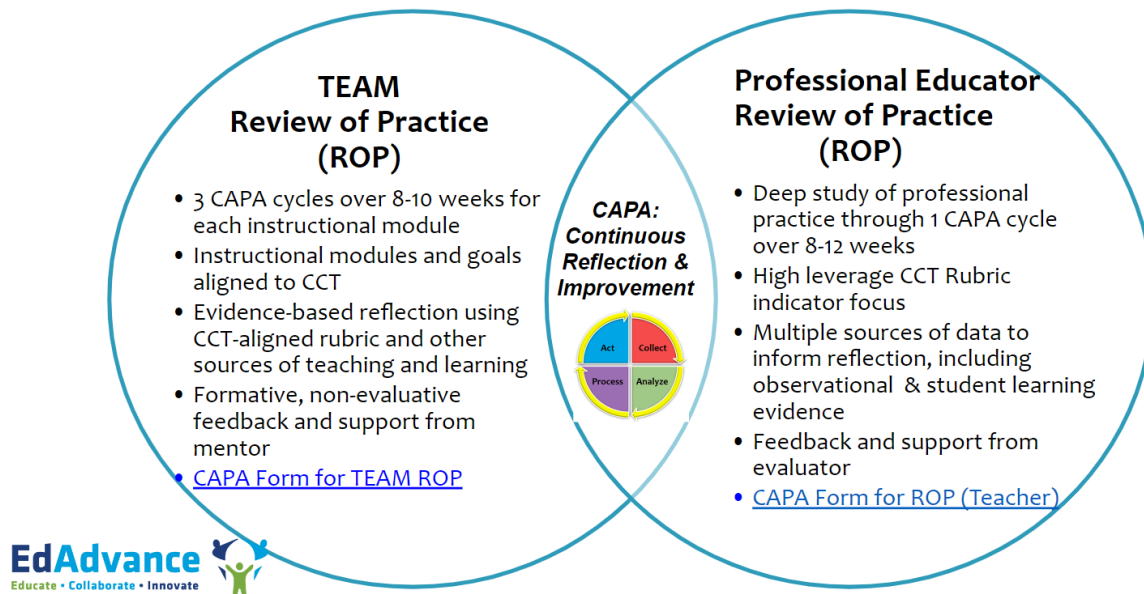 TEAM
Review of Practice
(ROP)
• 3 CAPA cycles over 8-10 weeks for
each instructional module
• Instructional modules and goals
aligned to CCT
• Evidence-based reflection using
CCT-aligned rubric and other
sources of teaching and learning
• Formative, non-evaluative
feedback and support from
mentor
• CAPA Form for TEAM ROP
CAPA:
Continuous
Reflection &
Improvement
Act
Collect
Process
Analyze
Professional Educator
Review of Practice
(ROP)
• Deep study of professional
practice through 1 CAPA cycle
over 8-12 weeks
• High leverage CCT Rubric
indicator focus
• Multiple sources of data to
inform reflection, including
observational & student learning
evidence
• Feedback and support from
evaluator
• CAPA Form for ROP (Teacher)
EdAdvance
Educate • Collaborate • Innovate